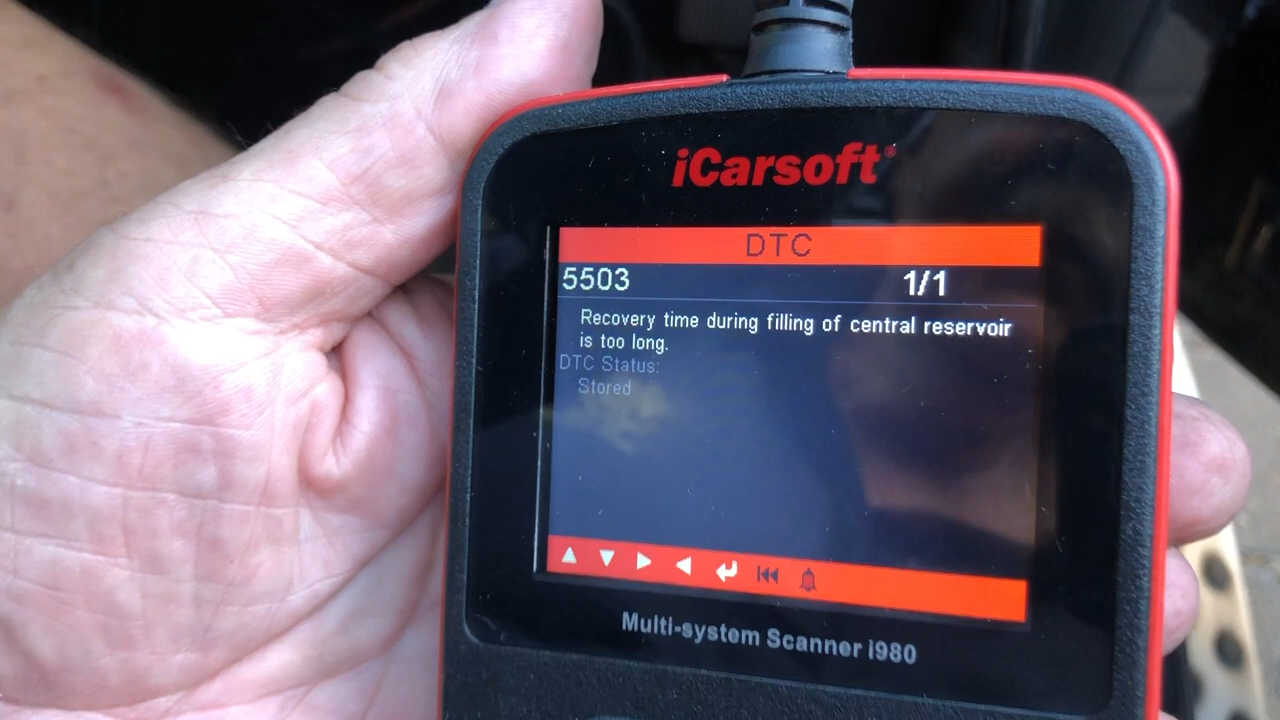 iCarsoft®
DTC
5503 1/1
Recovery time during filling of central reservoir
is too long.
DTC Status:
Stored
Multi-system Scanner i980